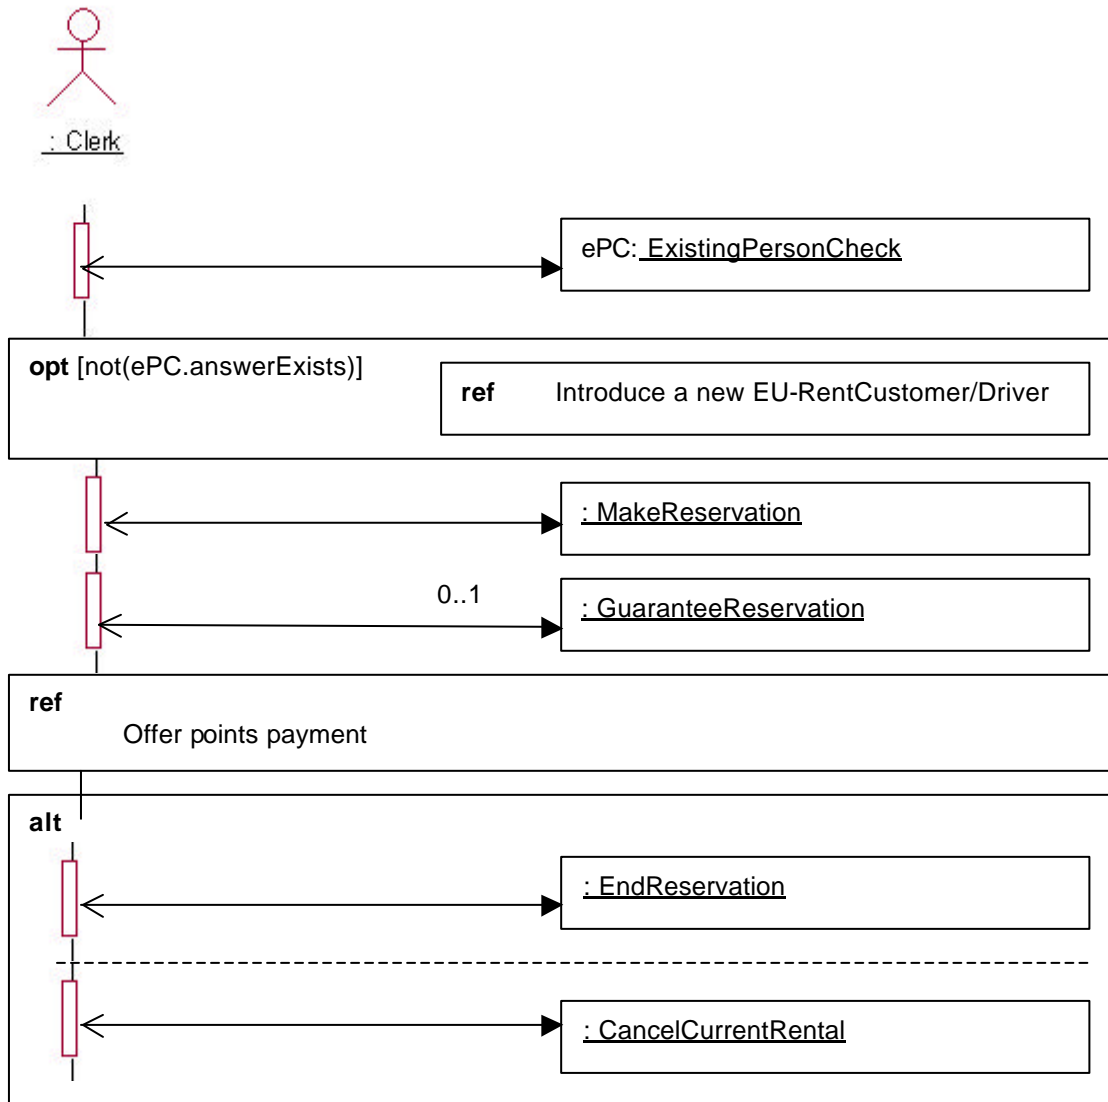 : Clerk
ePC: ExistingPersonCheck
opt [not(ePC.answerExists)]
ref Introduce a new EU-RentCustomer/Driver
: MakeReservation
0..1
: GuaranteeReservation
ref
Offer points payment
alt
: EndReservation
: CancelCurrentRental